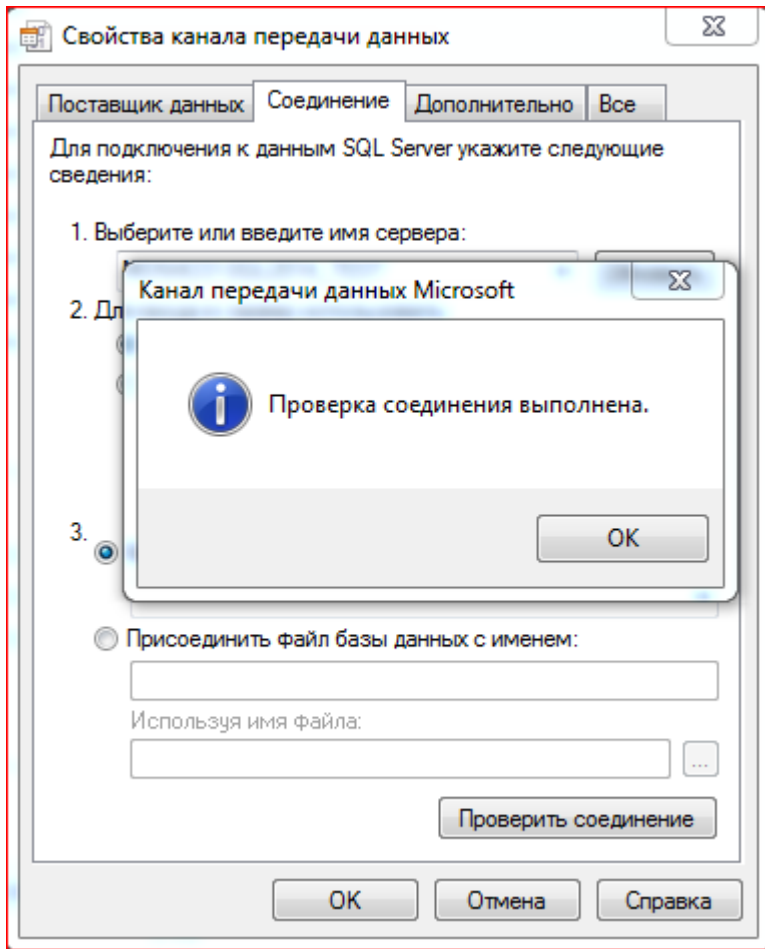 Свойства канала передачи данных
Поставщик данных Соединение Дополнительно Все
Для подключения к данным SQL Server укажите следующие
сведения:
1. Выберите или введите имя сервера:
Канал передачи данных Microsoft
2. Дл
Проверка соединения выполнена.
OK
3.
Присоединить файл базы данных с именем:
Используя имя файла:
...
Проверить соединение
OK Отмена Справка